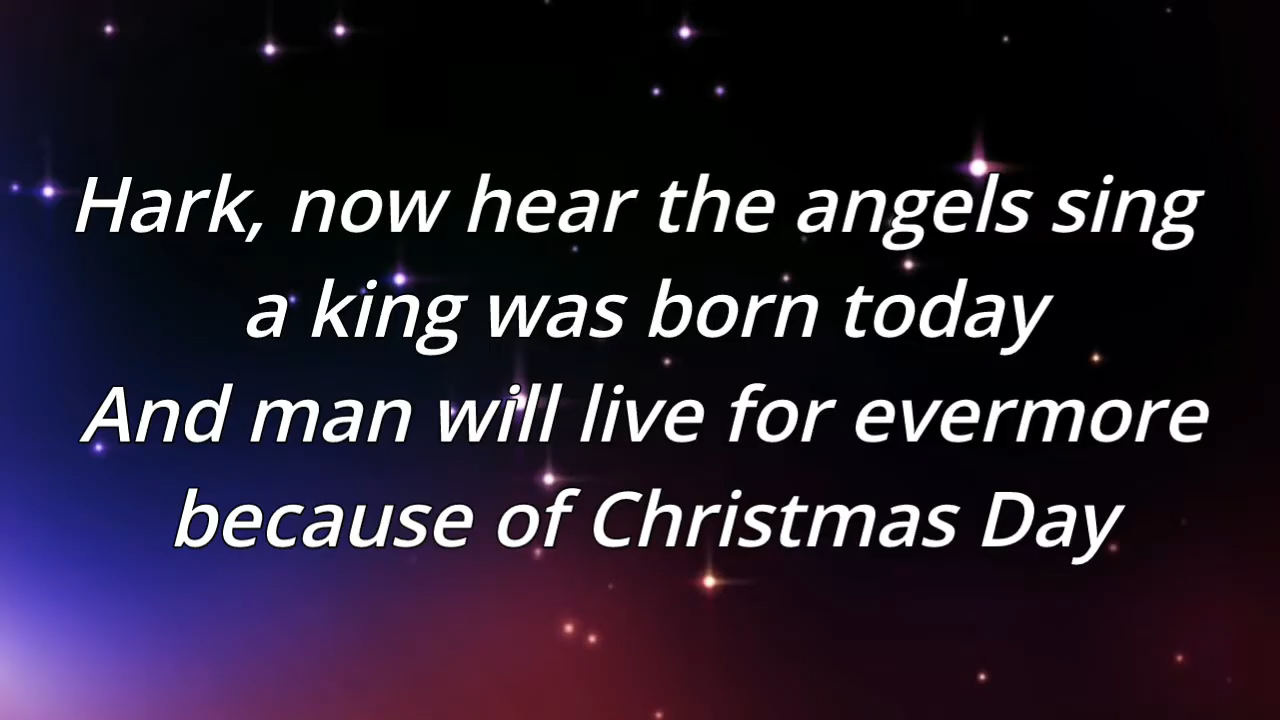 Hark, now hear the angels sing
a king was born today
And man will live for evermore
because of Christmas Day